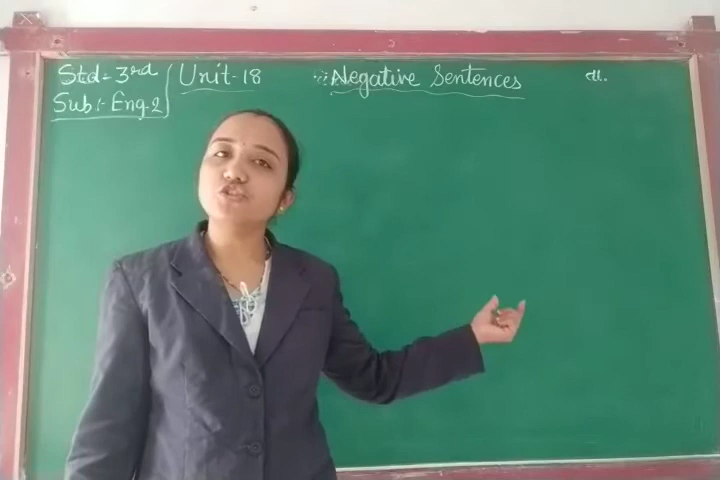 Std- 3rd
Sub:- Eng-2
Unit-18
Negative Sentences